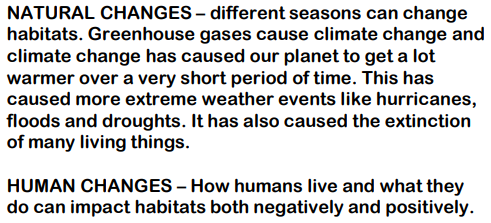 NATURAL CHANGES – different seasons can change
habitats. Greenhouse gases cause climate change and
climate change has caused our planet to get a lot
warmer over a very short period of time. This has
caused more extreme weather events like hurricanes,
floods and droughts. It has also caused the extinction
of many living things.
HUMAN CHANGES – How humans live and what they
do can impact habitats both negatively and positively.